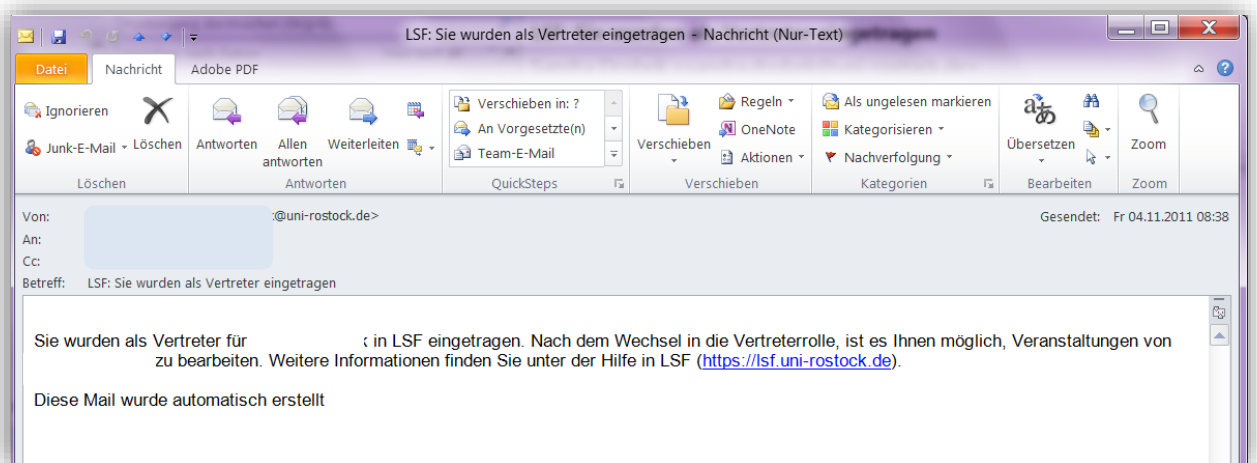 LSF: Sie wurden als Vertreter eingetragen - Nachricht (Nur-Text)
Datei Nachricht Adobe PDF
Ignorieren
Junk-E-Mail
Löschen
Antworten
Allen antworten
Weiterleiten
Verschieben in: ?
An Vorgesetzte(n)
Team-E-Mail
Verschieben
Regeln
OneNote
Aktionen
Als ungelesen markieren
Kategorisieren
Nachverfolgung
Übersetzen
Zoom
Löschen Antworten QuickSteps Verschieben Kategorien Bearbeiten Zoom
Von: @uni-rostock.de> Gesendet: Fr 04.11.2011 08:38
An:
Cc:
Betreff: LSF: Sie wurden als Vertreter eingetragen
Sie wurden als Vertreter für in LSF eingetragen. Nach dem Wechsel in die Vertreterrolle, ist es Ihnen möglich, Veranstaltungen von
zu bearbeiten. Weitere Informationen finden Sie unter der Hilfe in LSF (https://lsf.uni-rostock.de).
Diese Mail wurde automatisch erstellt